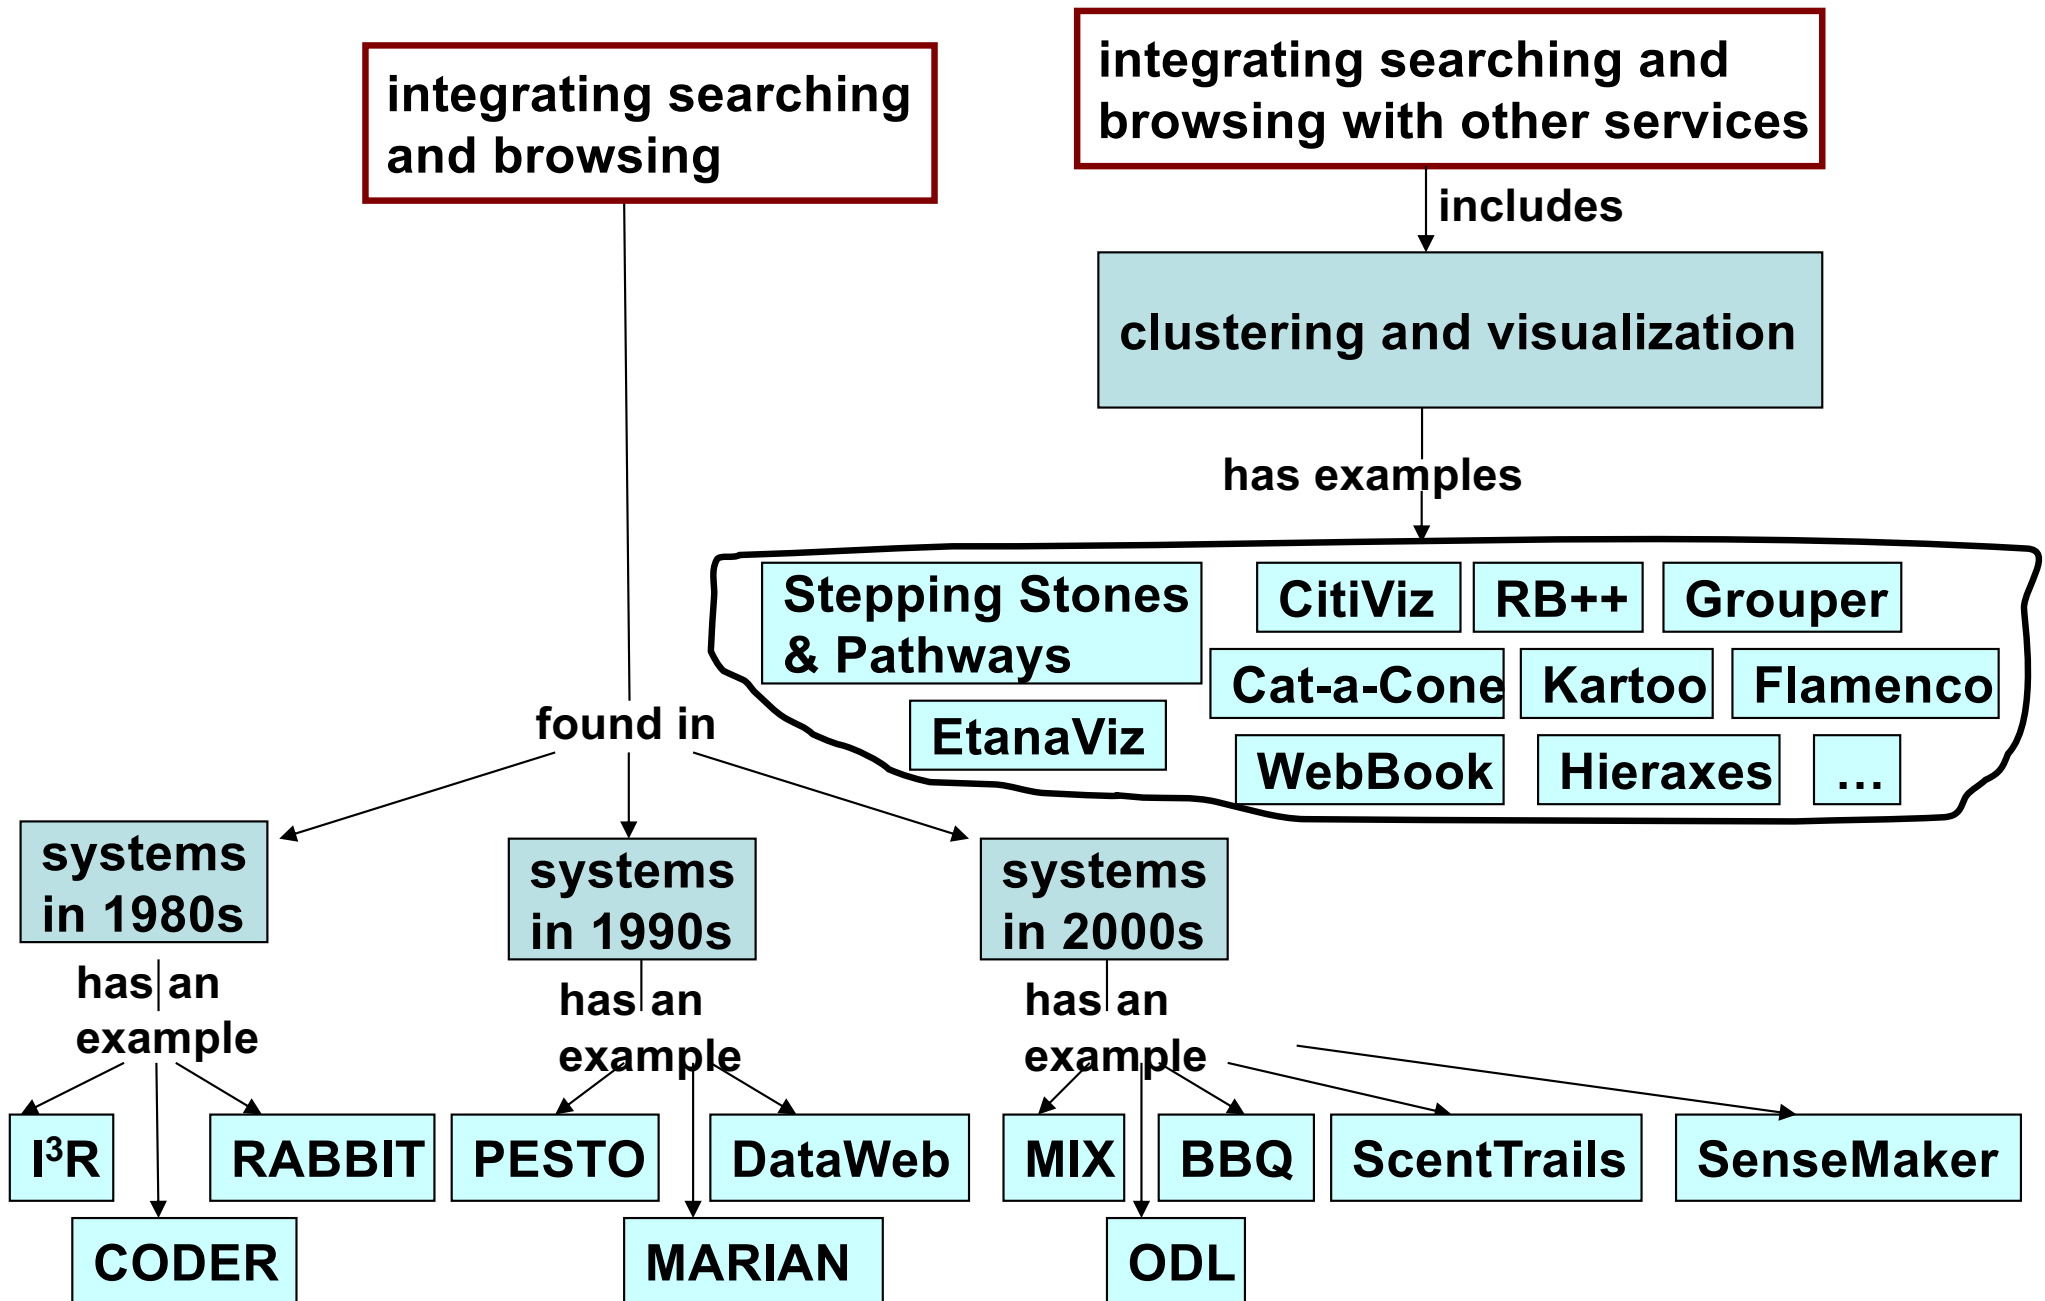 integrating searching
and browsing
integrating searching and
browsing with other services
includes
clustering and visualization
has examples
Stepping Stones
& Pathways
CitiViz
RB++
Grouper
Cat-a-Cone
Kartoo
Flamenco
EtanaViz
WebBook
Hieraxes
…
found in
systems
in 1980s
systems
in 1990s
systems
in 2000s
has an
example
has an
example
has an
example
I³R
RABBIT
PESTO
DataWeb
MIX
BBQ
ScentTrails
SenseMaker
CODER
MARIAN
ODL